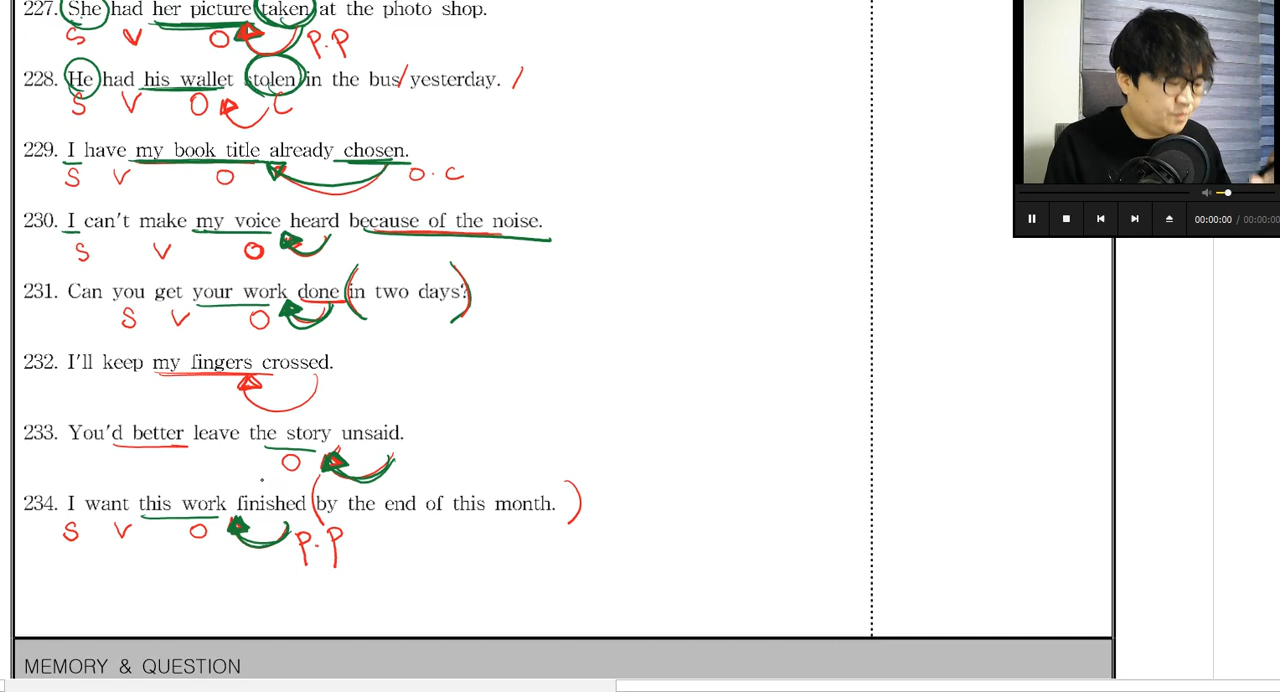 227. She had her picture taken at the photo shop.
S V O P.P
228. He had his wallet stolen in the bus / yesterday. /
S V O C
229. I have my book title already chosen.
S V O O.C
230. I can't make my voice heard because of the noise.
S V O
231. Can you get your work done (in two days?)
S V O
232. I'll keep my fingers crossed.
233. You'd better leave the story unsaid.
O
234. I want this work finished (by the end of this month.)
S V O P.P
MEMORY & QUESTION
00:00:00 / 00:00:00